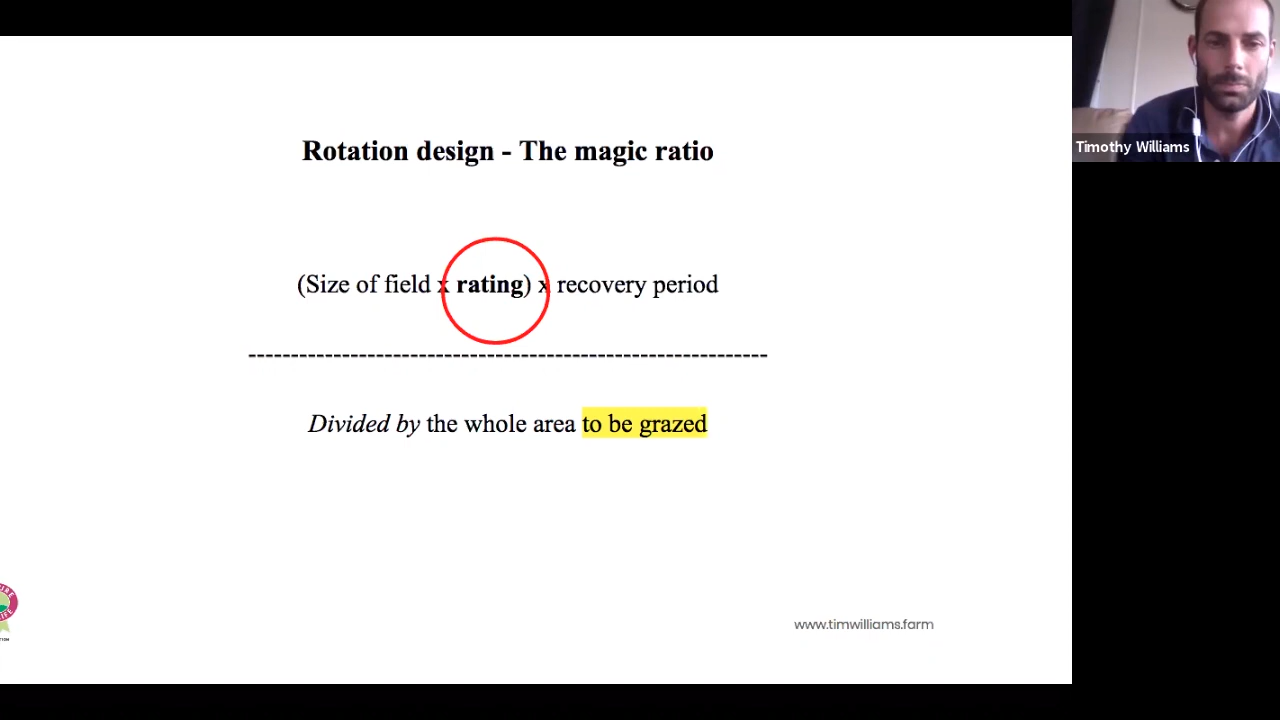 Rotation design - The magic ratio
(Size of field x rating) x recovery period
Divided by the whole area to be grazed
www.timwilliams.farm
Timothy Williams